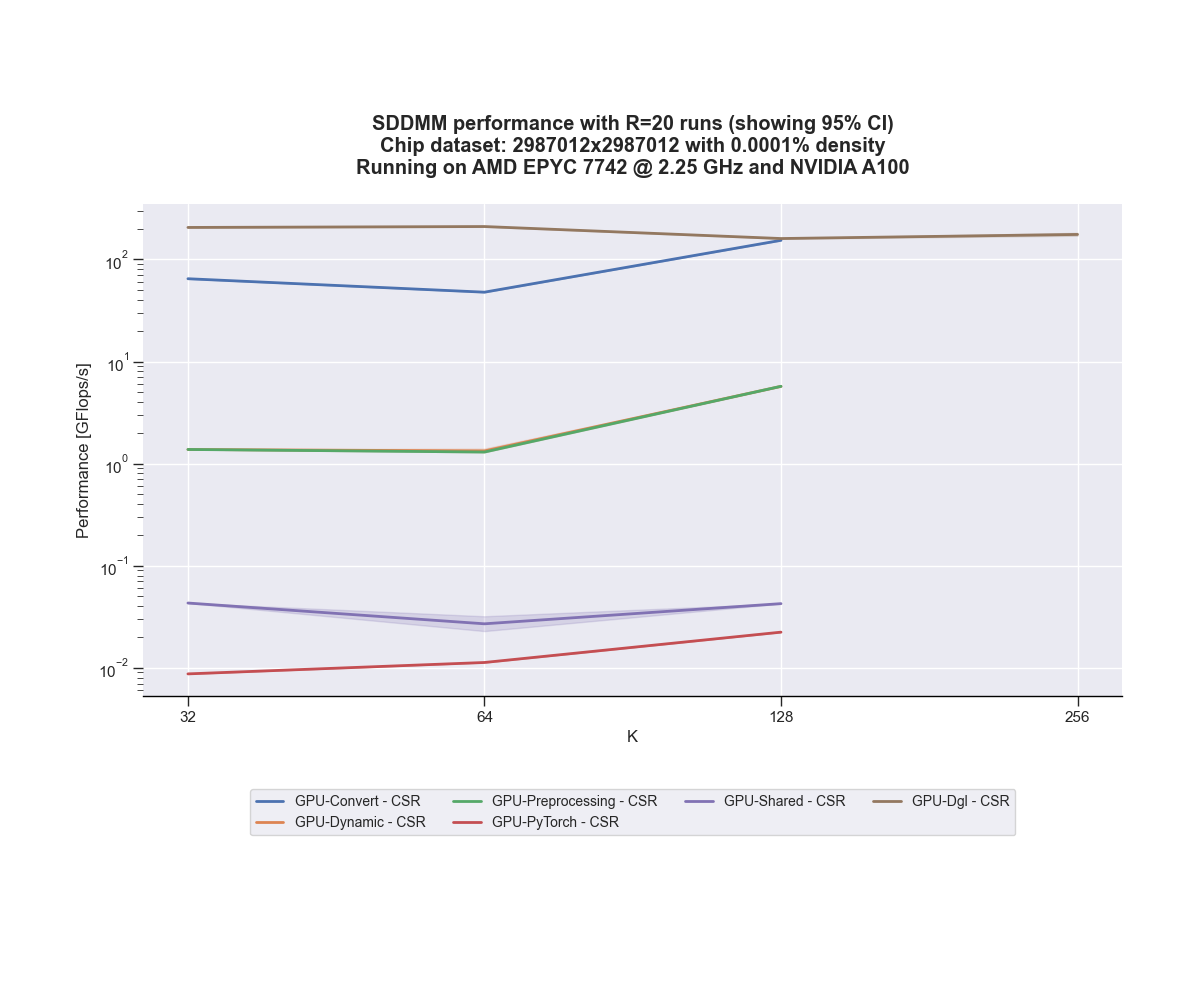 SDDMM performance with R=20 runs (showing 95% CI)
Chip dataset: 2987012x2987012 with 0.0001% density
Running on AMD EPYC 7742 @ 2.25 GHz and NVIDIA A100
Performance [GFlops/s]
10²
10¹
10⁰
10⁻¹
10⁻²
32 64 128 256
K
GPU-Convert - CSR GPU-Preprocessing - CSR GPU-Shared - CSR GPU-Dgl - CSR
GPU-Dynamic - CSR GPU-PyTorch - CSR